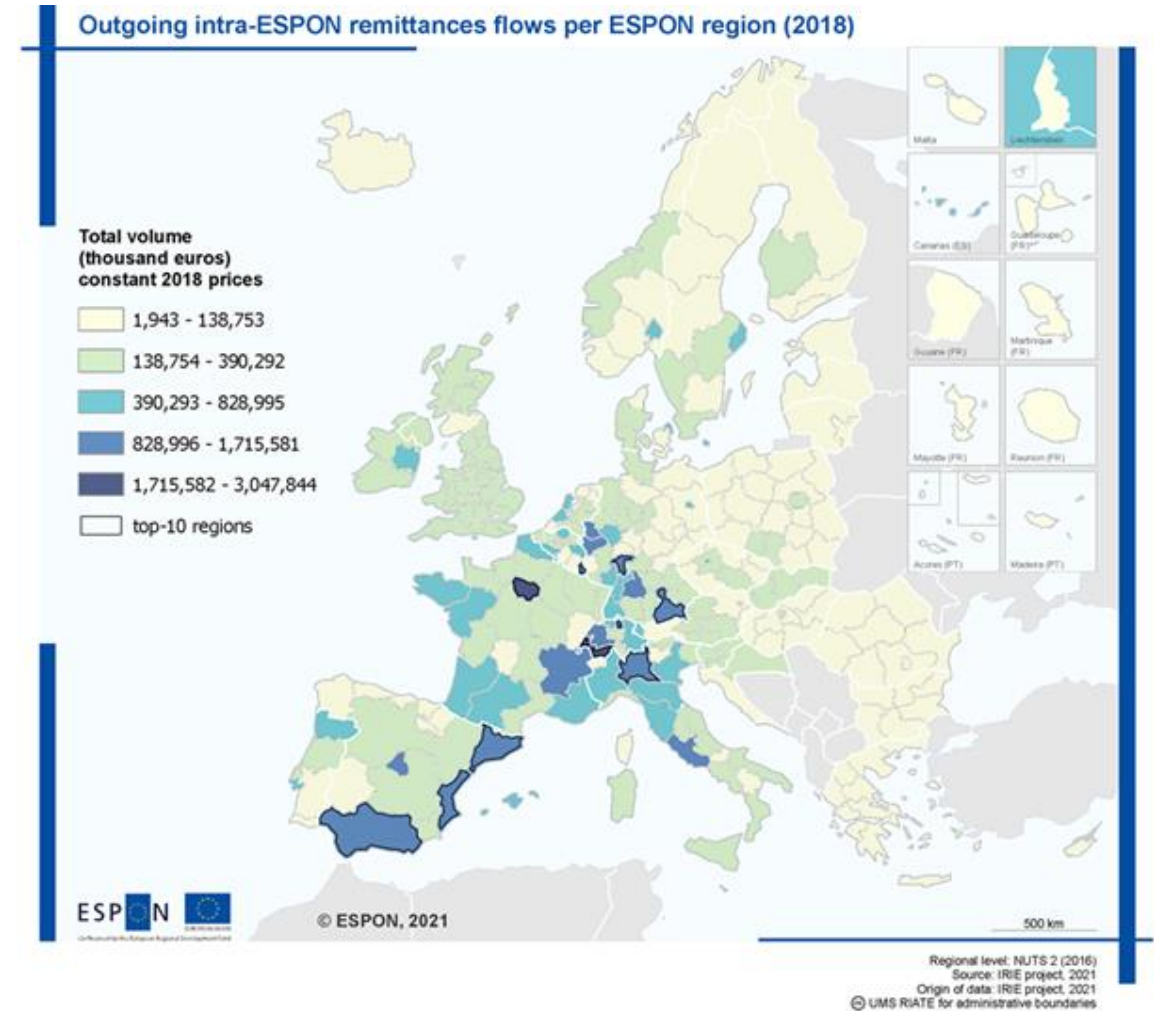 Outgoing intra-ESPON remittances flows per ESPON region (2018)
Malta
Liechtenstein
Canarias (ES)
Guadeloupe
(FR)
Guyane (FR)
Martinique
(FR)
Mayotte (FR)
Reunion (FR)
Acores (PT)
Madeira (PT)
Total volume
(thousand euros)
constant 2018 prices
1,943 - 138,753
138,754 - 390,292
390,293 - 828,995
828,996 - 1,715,581
1,715,582 - 3,047,844
top-10 regions
ESPON
© ESPON, 2021
500 km
Regional level: NUTS 2 (2016)
Source: IRIE project, 2021
Origin of data: IRIE project, 2021
UMS RIATE for administrative boundaries